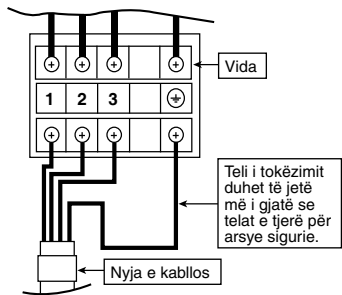 Vida
1 2 3
Teli i tokëzimit
duhet të jetë
më i gjatë se
telat e tjerë për
arsye sigurie.
Nyja e kabllos